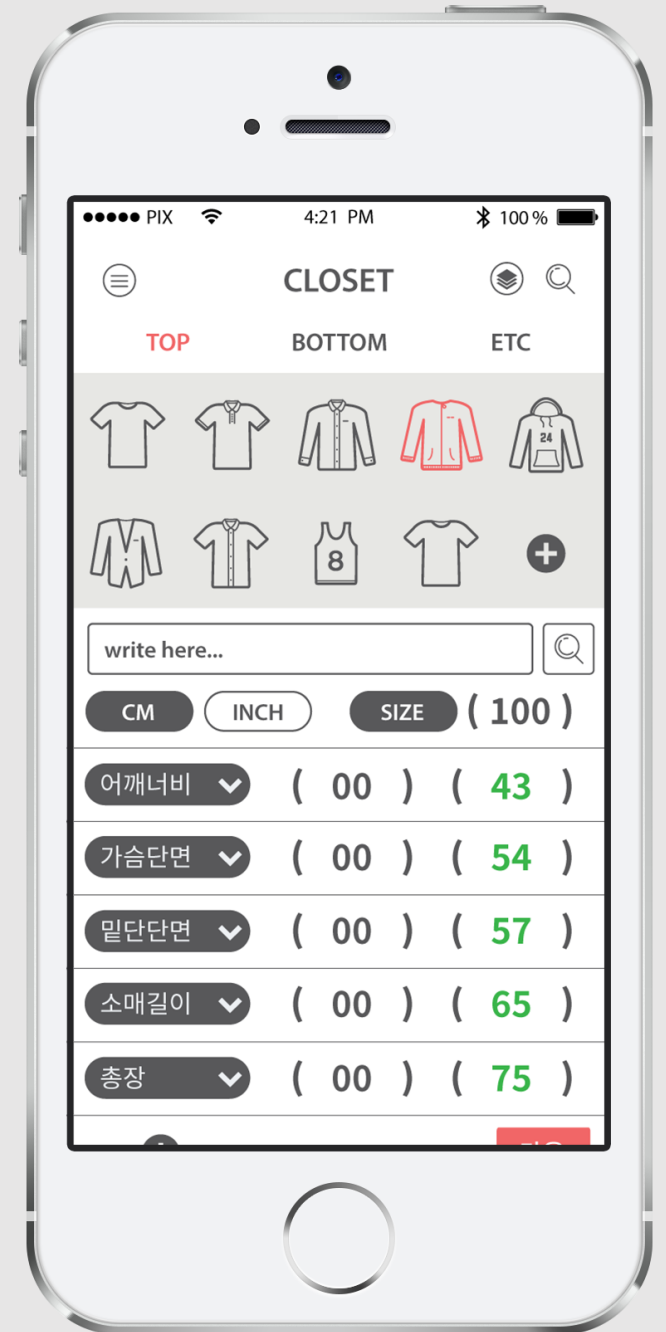 ●●●●● PIX 4:21 PM 100 %
CLOSET
TOP BOTTOM ETC
24
8
write here...
CM INCH SIZE ( 100 )
어깨너비 ( 00 ) ( 43 )
가슴단면 ( 00 ) ( 54 )
밑단단면 ( 00 ) ( 57 )
소매길이 ( 00 ) ( 65 )
총장 ( 00 ) ( 75 )